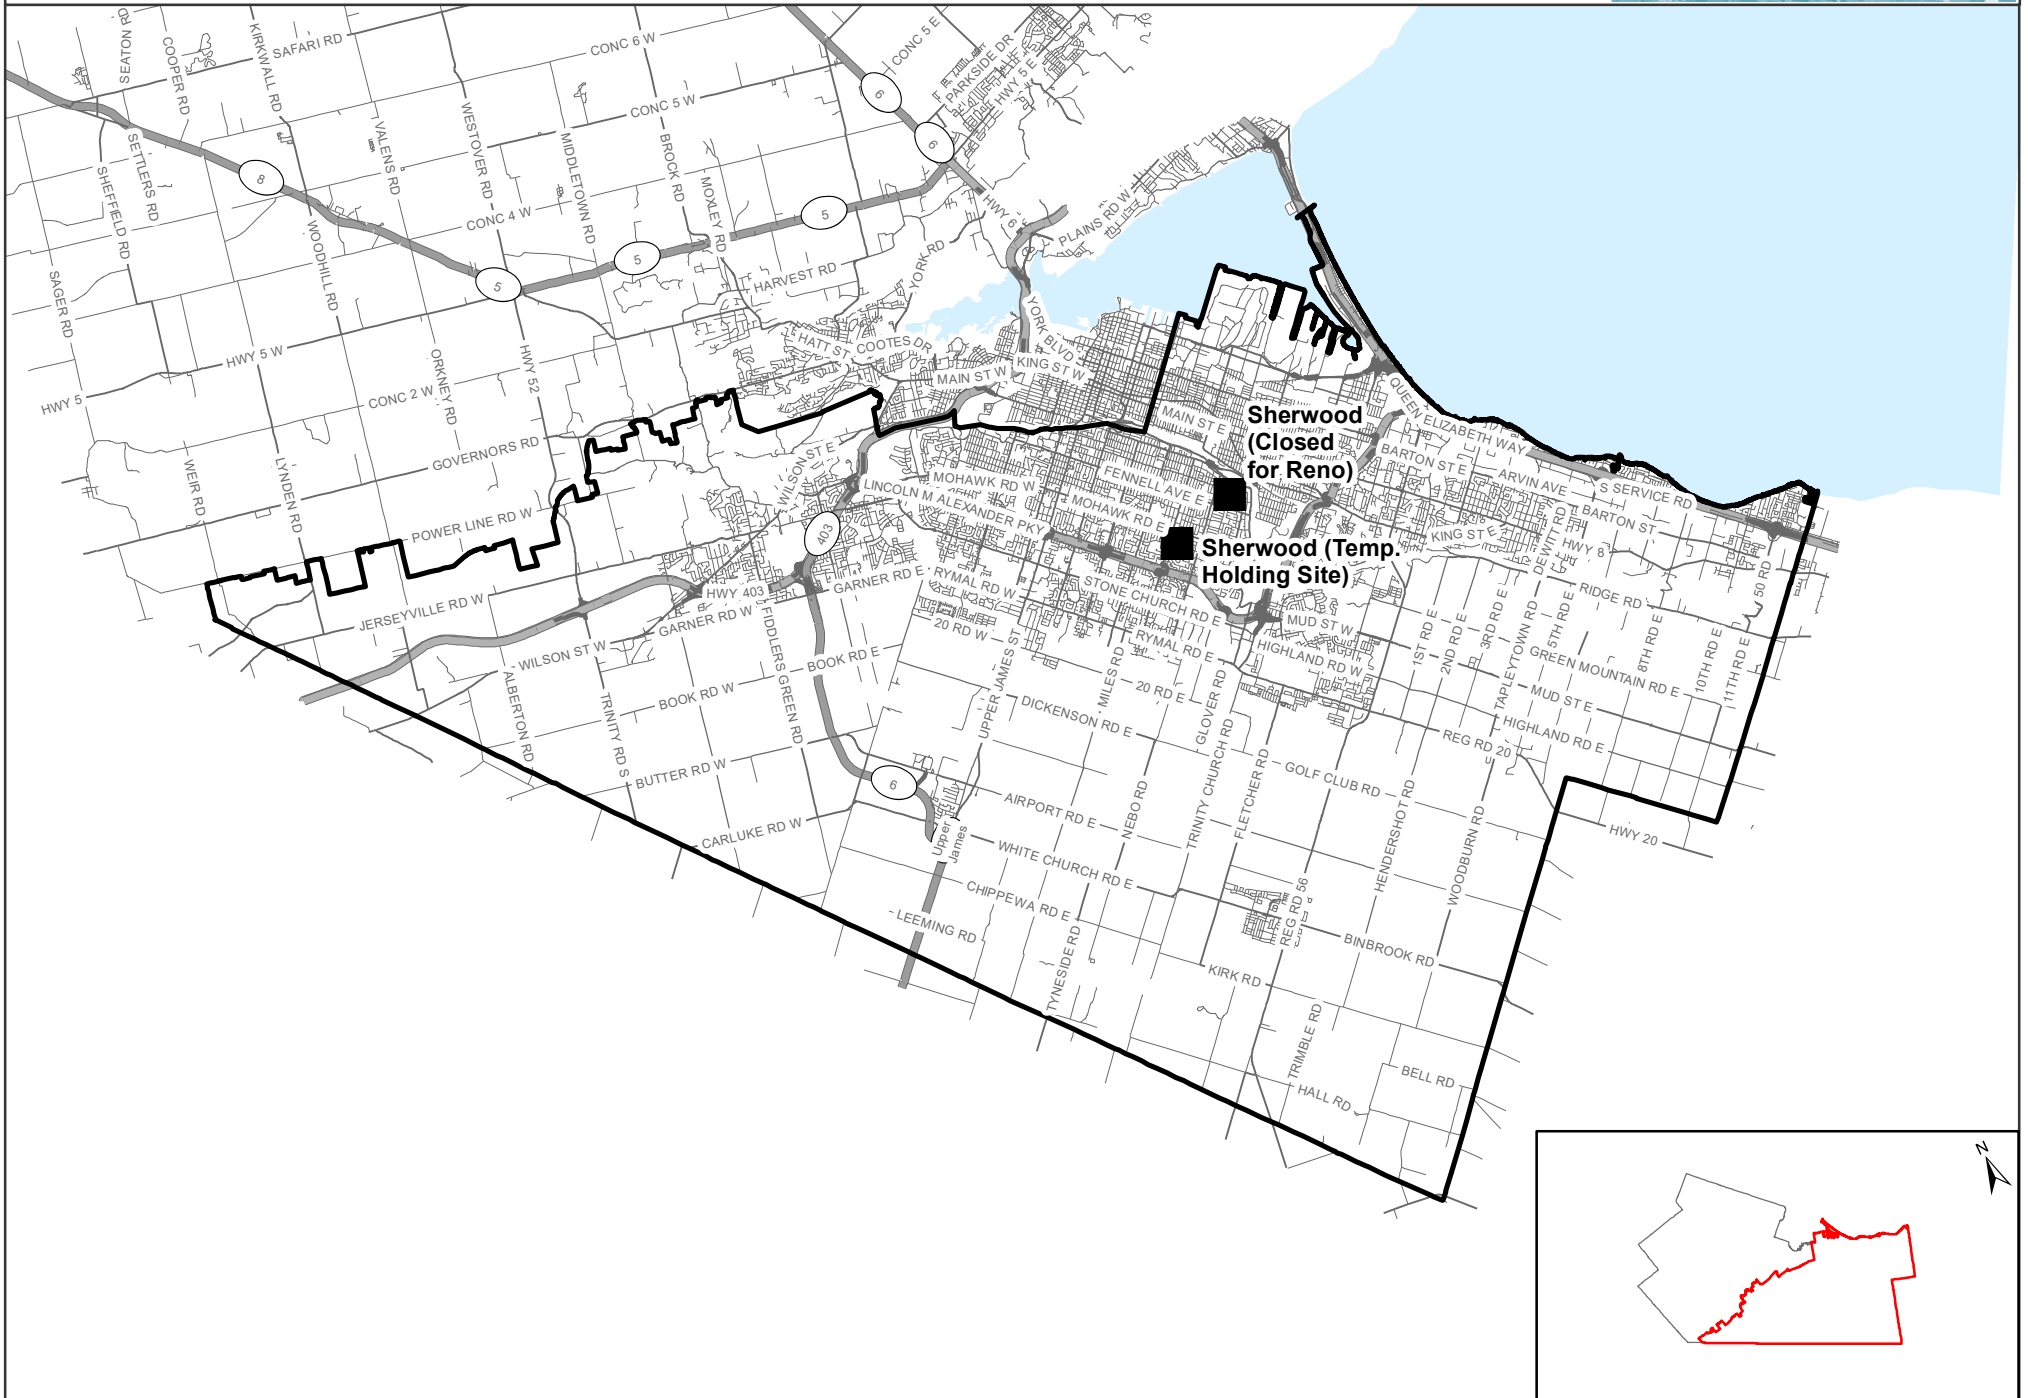 SEATON RD
COOPER RD
KIRKWALL RD
SAFARI RD
CONC 6 W
CONC 5 E
PARKSIDE DR
HWY 5 E
SETTLERS RD
SHEFFIELD RD
VALENS RD
WESTOVER RD
MIDDLETOWN RD
CONC 5 W
BROCK RD
MOXLEY RD
6
6
8
HWY 6
PLAINS RD W
CONC 4 W
5
5
5
SAGER RD
WOODHILL RD
HARVEST RD
YORK RD
YORK BLVD
HWY 5 W
HWY 5
CONC 2 W
ORKNEY RD
HWY 52
HATT ST
COOTES DR
MAIN ST W
KING ST W
GOVERNORS RD
WEIR RD
LYNDEN RD
POWER LINE RD W
WILSON ST E
MOHAWK RD W
LINCOLN M ALEXANDER PKY
FENNELL AVE E
MOHAWK RD E
MAIN ST E
Sherwood
(Closed
for Reno)
QUEEN ELIZABETH WAY
BARTON ST E
ARVIN AVE
S SERVICE RD
BARTON ST
KING ST E
HWY 8
DEWITT RD
Sherwood (Temp.
Holding Site)
403
JERSEYVILLE RD W
HWY 403
GARNER RD E
GARNER RD W
RYMAL RD W
20 RD W
STONE CHURCH RD E
RYMAL RD E
MUD ST W
HIGHLAND RD W
RIDGE RD
50 RD
1ST RD E
2ND RD E
3RD RD E
TAPLEYTOWN RD
5TH RD E
8TH RD E
10TH RD E
11TH RD E
GREEN MOUNTAIN RD E
MUD ST E
HIGHLAND RD E
REG RD 20
WILSON ST W
ALBERTON RD
TRINITY RD S
FIDDLERS GREEN RD
BOOK RD E
BOOK RD W
BUTTER RD W
CARLUKE RD W
UPPER JAMES ST
MILES RD
20 RD E
DICKENSON RD E
GLOVER RD
TRINITY CHURCH RD
FLETCHER RD
GOLF CLUB RD
HENDERSHOT RD
WOODBURN RD
HWY 20
6
Upper
James
AIRPORT RD E
NEBO RD
WHITE CHURCH RD E
CHIPPEWA RD E
LEEMING RD
TYNESIDE RD
REG RD 56
BINBROOK RD
KIRK RD
TRIMBLE RD
BELL RD
HALL RD
N